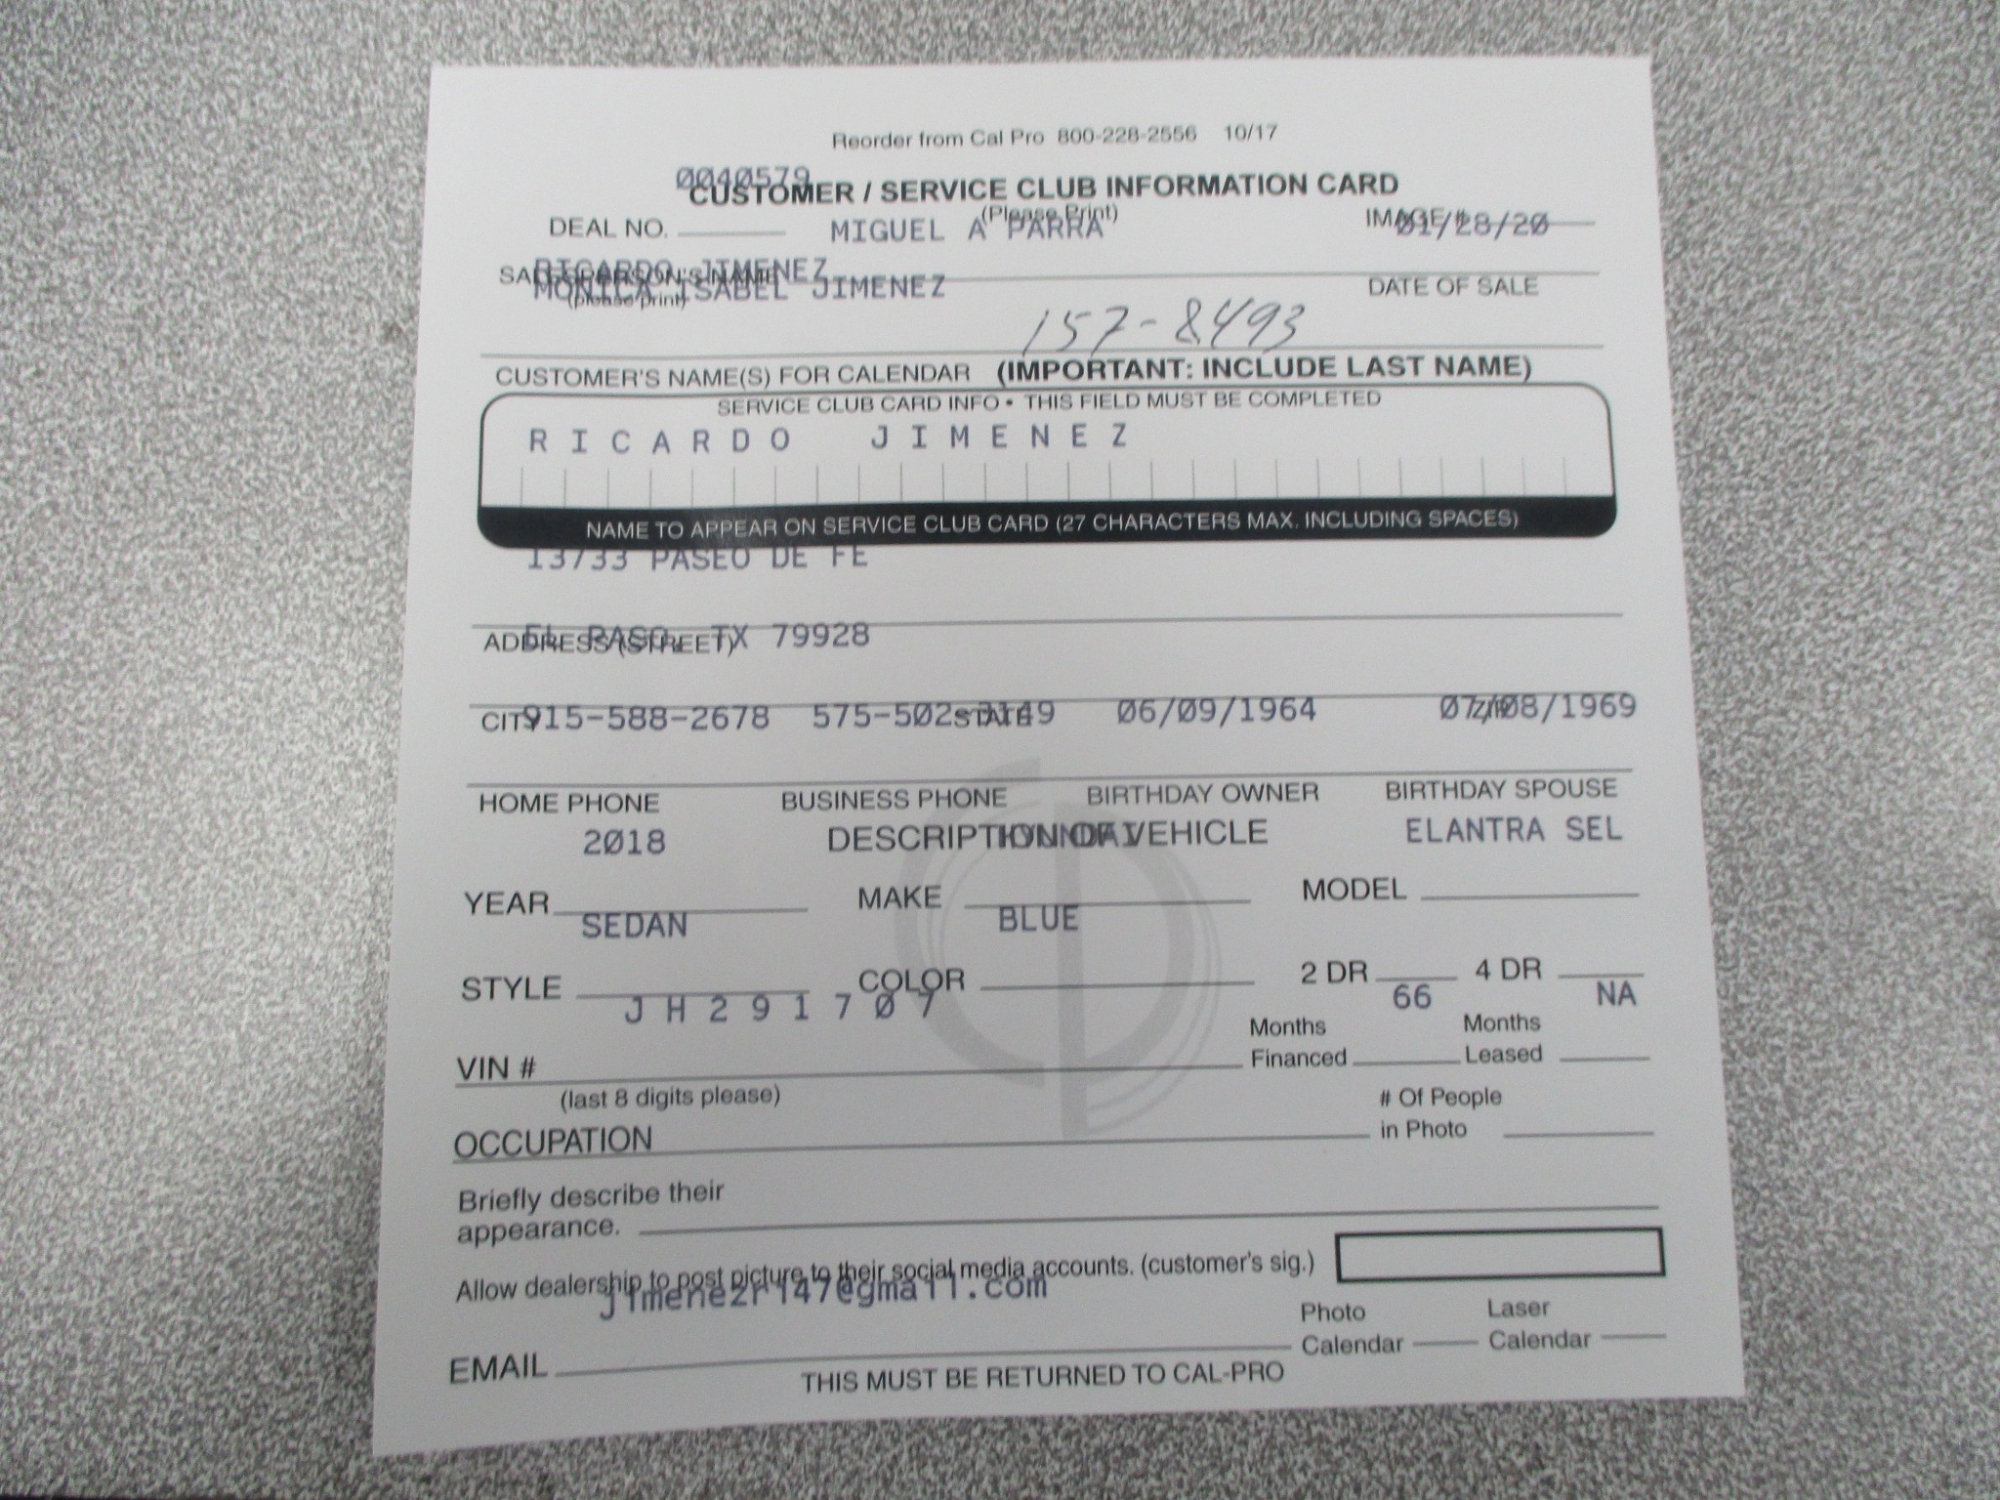 Reorder from Cal Pro 800-228-2556 10/17
0040579
CUSTOMER / SERVICE CLUB INFORMATION CARD
(Please Print)
DEAL NO. MIGUEL A PARRA IMAGE # 01/28/20
RICARDO JIMENEZ
SALESPERSON'S NAME
MONICA ISABEL JIMENEZ DATE OF SALE
(please print)
157-8493
CUSTOMER'S NAME(S) FOR CALENDAR (IMPORTANT: INCLUDE LAST NAME)
SERVICE CLUB CARD INFO • THIS FIELD MUST BE COMPLETED
RICARDO JIMENEZ
NAME TO APPEAR ON SERVICE CLUB CARD (27 CHARACTERS MAX. INCLUDING SPACES)
13733 PASEO DE FE
EL PASO, TX 79928
ADDRESS (STREET)
915-588-2678 575-502-3149 06/09/1964 07/08/1969
CITY STATE ZIP
HOME PHONE BUSINESS PHONE BIRTHDAY OWNER BIRTHDAY SPOUSE
2018 HYUNDAI ELANTRA SEL
DESCRIPTION OF VEHICLE
YEAR MAKE MODEL
SEDAN BLUE
STYLE COLOR 2 DR 4 DR
JH291707 66 NA
VIN # Months Financed Months Leased
(last 8 digits please)
OCCUPATION # Of People in Photo
Briefly describe their
appearance.
Allow dealership to post picture to their social media accounts. (customer's sig.)
jimenezr147@gmail.com
EMAIL Photo Calendar Laser Calendar
THIS MUST BE RETURNED TO CAL-PRO